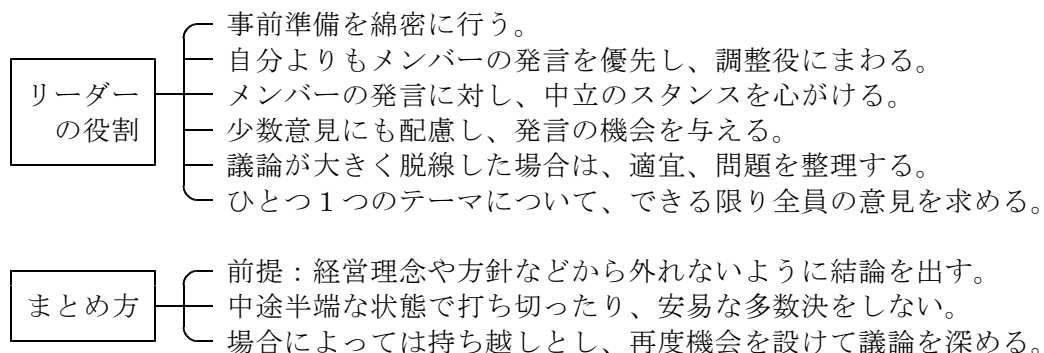 事前準備を綿密に行う。
自分よりもメンバーの発言を優先し、調整役にまわる。
リーダーの役割
メンバーの発言に対し、中立のスタンスを心がける。
少数意見にも配慮し、発言の機会を与える。
議論が大きく脱線した場合は、適宜、問題を整理する。
ひとつ1つのテーマについて、できる限り全員の意見を求める。
前提：経営理念や方針などから外れないように結論を出す。
まとめ方
中途半端な状態で打ち切ったり、安易な多数決をしない。
場合によっては持ち越しとし、再度機会を設けて議論を深める。